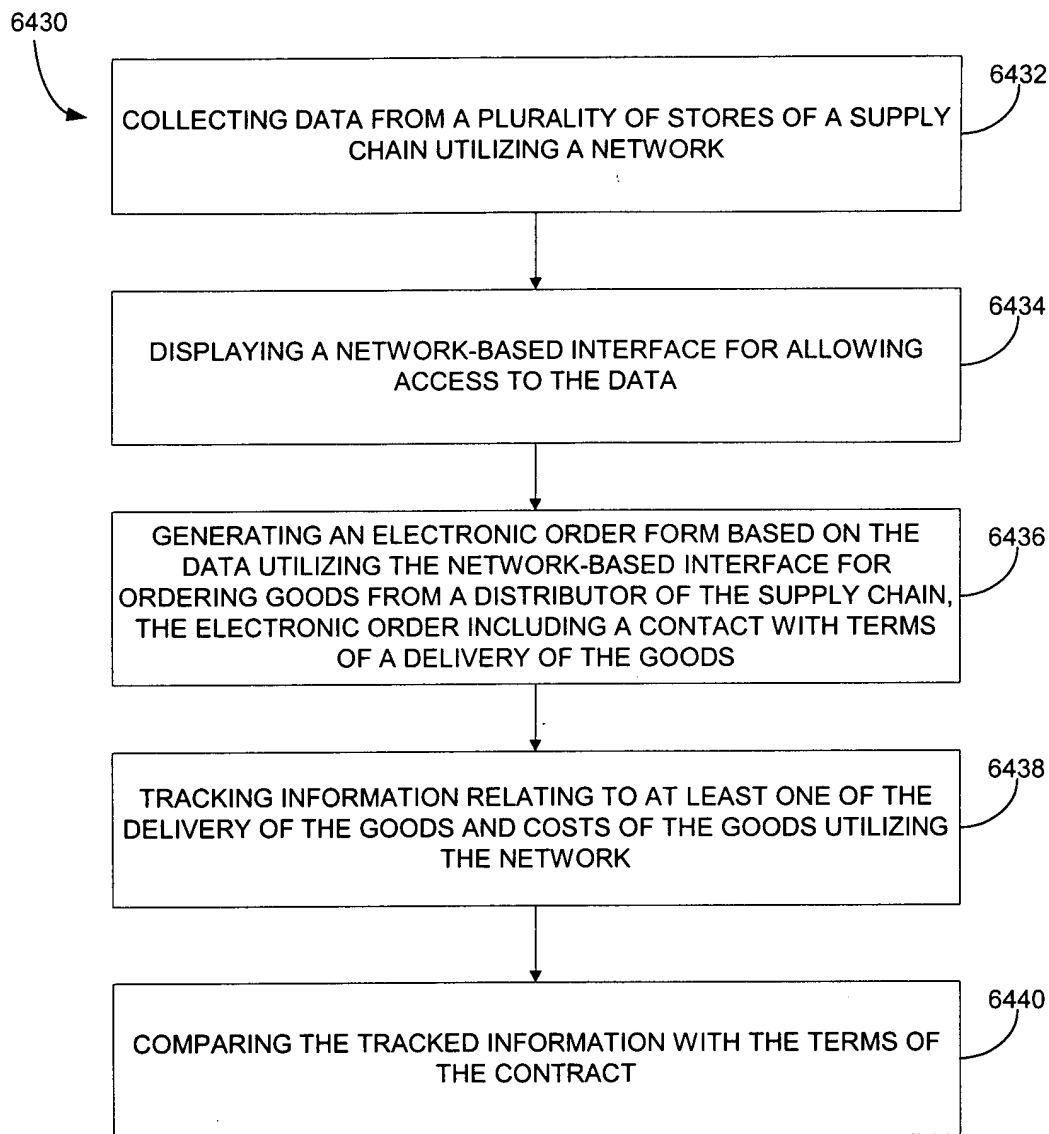 6430
6432
COLLECTING DATA FROM A PLURALITY OF STORES OF A SUPPLY
CHAIN UTILIZING A NETWORK
6434
DISPLAYING A NETWORK-BASED INTERFACE FOR ALLOWING
ACCESS TO THE DATA
6436
GENERATING AN ELECTRONIC ORDER FORM BASED ON THE
DATA UTILIZING THE NETWORK-BASED INTERFACE FOR
ORDERING GOODS FROM A DISTRIBUTOR OF THE SUPPLY CHAIN,
THE ELECTRONIC ORDER INCLUDING A CONTACT WITH TERMS
OF A DELIVERY OF THE GOODS
6438
TRACKING INFORMATION RELATING TO AT LEAST ONE OF THE
DELIVERY OF THE GOODS AND COSTS OF THE GOODS UTILIZING
THE NETWORK
6440
COMPARING THE TRACKED INFORMATION WITH THE TERMS OF
THE CONTRACT